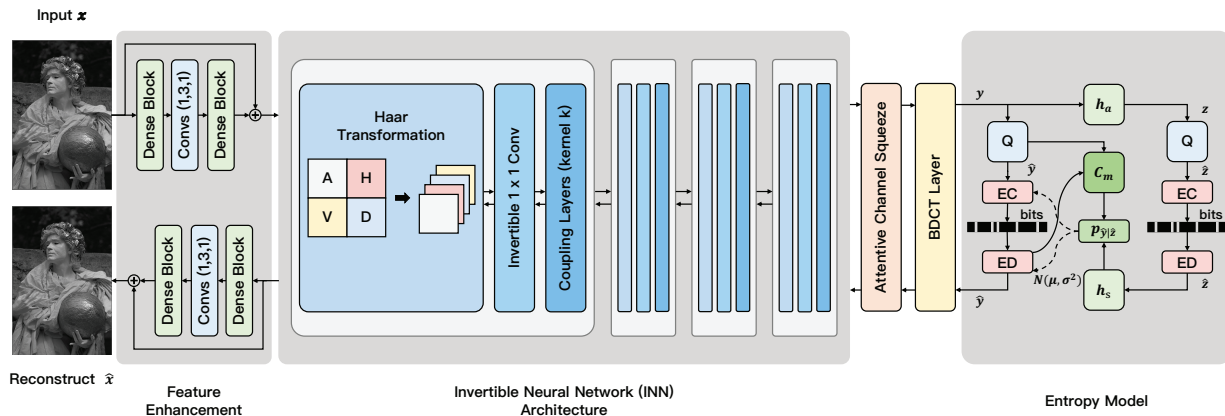 Input x
Dense Block
Convs (1,3,1)
Dense Block
Dense Block
Convs (1,3,1)
Dense Block
Reconstruct x̂
Feature
Enhancement
Haar
Transformation
A H
V D
Invertible 1 x 1 Conv
Coupling Layers (kernel k)
Invertible Neural Network (INN)
Architecture
Attentive Channel Squeeze
BDCT Layer
y
h_a
z
Q
Q
ŷ
C_m
ẑ
EC
EC
bits
bits
p_ŷ|ẑ
ED
ED
N(μ, σ²)
h_s
ŷ
ẑ
Entropy Model